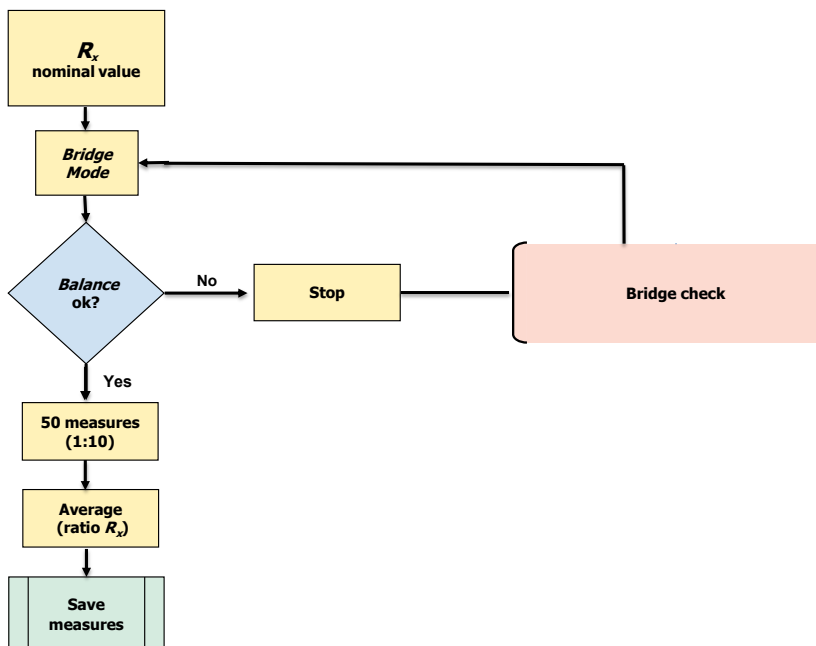 Rx
nominal value
Bridge
Mode
Balance
ok?
No
Stop
Bridge check
Yes
50 measures
(1:10)
Average
(ratio Rx)
Save
measures